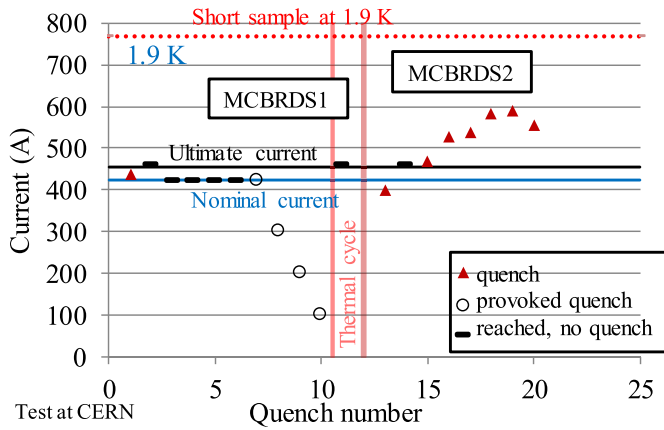 Short sample at 1.9 K
1.9 K
MCBRDS1
MCBRDS2
Ultimate current
Nominal current
Thermal cycle
quench
provoked quench
reached, no quench
Current (A)
800
700
600
500
400
300
200
100
0
0 5 10 15 20 25
Test at CERN
Quench number